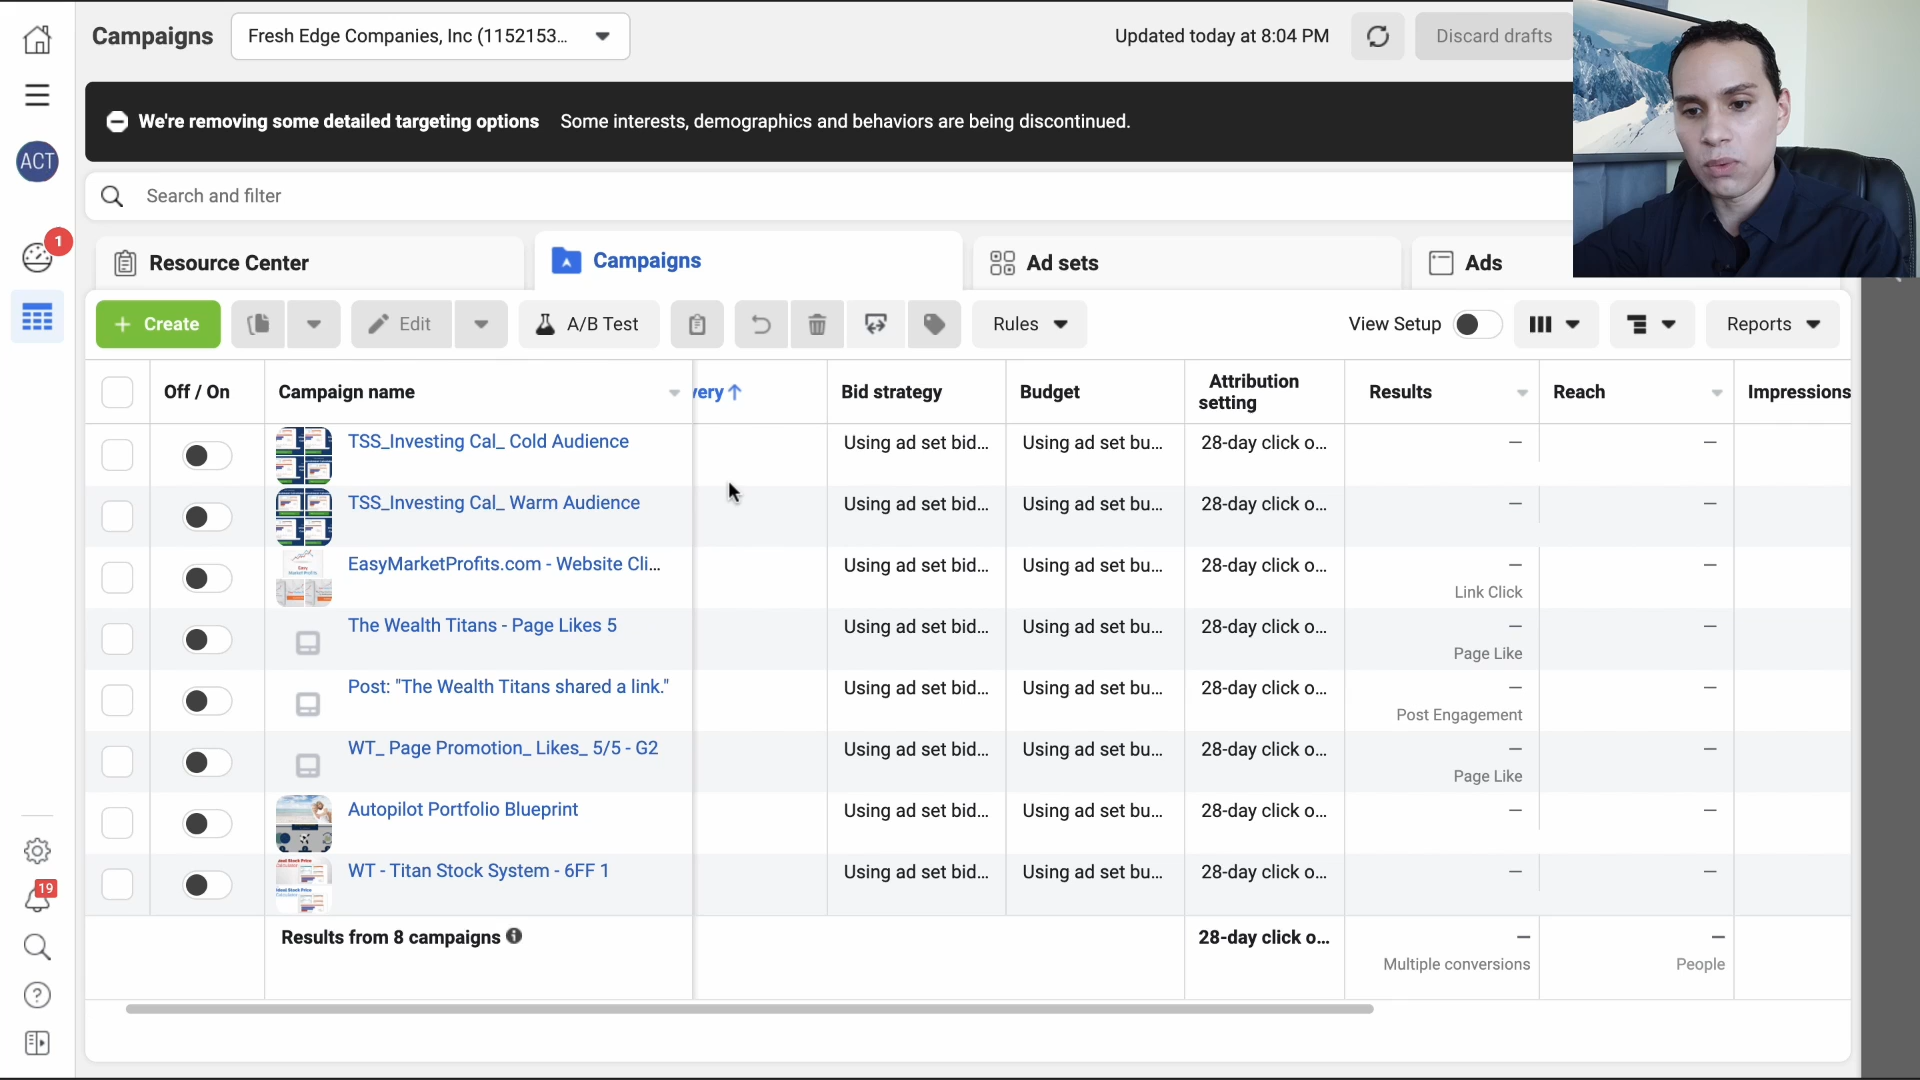 Campaigns
Fresh Edge Companies, Inc (1152153...
Updated today at 8:04 PM
Discard drafts
We're removing some detailed targeting options Some interests, demographics and behaviors are being discontinued.
ACT
Search and filter
1
Resource Center
Campaigns
Ad sets
Ads
+ Create
Edit
A/B Test
Rules
View Setup
Reports
Off / On
Campaign name
very
Bid strategy
Budget
Attribution setting
Results
Reach
Impressions
TSS_Investing Cal_ Cold Audience Using ad set bid... Using ad set bu... 28-day click o... — —
TSS_Investing Cal_ Warm Audience Using ad set bid... Using ad set bu... 28-day click o... — —
EasyMarketProfits.com - Website Cli... Using ad set bid... Using ad set bu... 28-day click o... — —
Link Click
The Wealth Titans - Page Likes 5 Using ad set bid... Using ad set bu... 28-day click o... — —
Page Like
Post: "The Wealth Titans shared a link." Using ad set bid... Using ad set bu... 28-day click o... — —
Post Engagement
WT_ Page Promotion_ Likes_ 5/5 - G2 Using ad set bid... Using ad set bu... 28-day click o... — —
Page Like
Autopilot Portfolio Blueprint Using ad set bid... Using ad set bu... 28-day click o... — —
WT - Titan Stock System - 6FF 1 Using ad set bid... Using ad set bu... 28-day click o... — —
19
Results from 8 campaigns 28-day click o... — —
Multiple conversions People